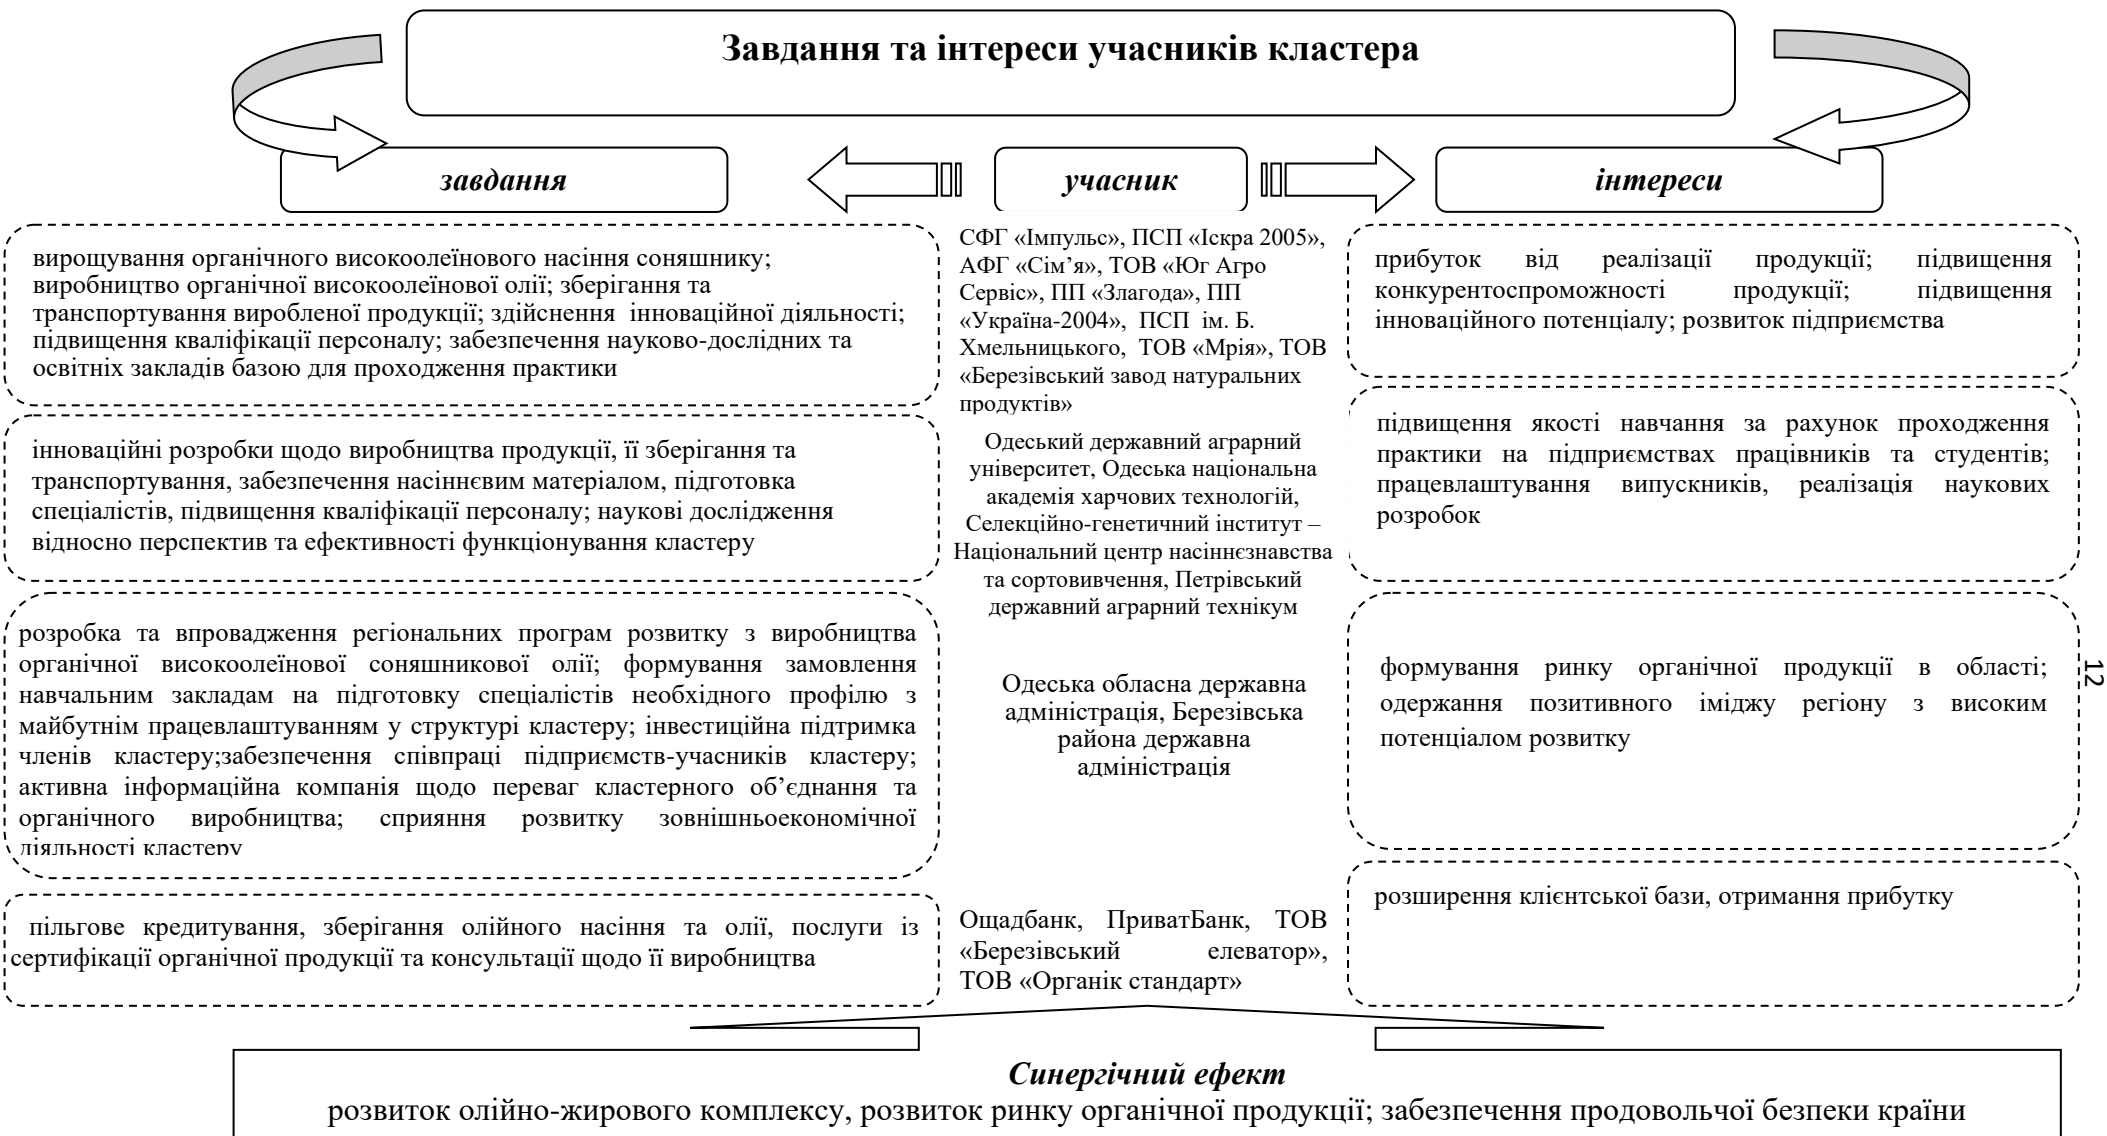 Завдання та інтереси учасників кластера
завдання
учасник
інтереси
вирощування органічного високоолеїнового насіння соняшнику;
виробництво органічної високоолеїнової олії; зберігання та
транспортування виробленої продукції; здійснення інноваційної діяльності;
підвищення кваліфікації персоналу; забезпечення науково-дослідних та
освітніх закладів базою для проходження практики
СФГ «Імпульс», ПСП «Іскра 2005»,
АФГ «Сім’я», ТОВ «Юг Агро
Сервіс», ПП «Злагода», ПП
«Україна-2004», ПСП ім. Б.
Хмельницького, ТОВ «Мрія», ТОВ
«Березівський завод натуральних
продуктів»
прибуток від реалізації продукції; підвищення
конкурентоспроможності продукції; підвищення
інноваційного потенціалу; розвиток підприємства
інноваційні розробки щодо виробництва продукції, її зберігання та
транспортування, забезпечення насіннєвим матеріалом, підготовка
спеціалістів, підвищення кваліфікації персоналу; наукові дослідження
відносно перспектив та ефективності функціонування кластеру
Одеський державний аграрний
університет, Одеська національна
академія харчових технологій,
Селекційно-генетичний інститут –
Національний центр насіннєзнавства
та сортовивчення, Петрівський
державний аграрний технікум
підвищення якості навчання за рахунок проходження
практики на підприємствах працівників та студентів;
працевлаштування випускників, реалізація наукових
розробок
розробка та впровадження регіональних програм розвитку з виробництва
органічної високоолеїнової соняшникової олії; формування замовлення
навчальним закладам на підготовку спеціалістів необхідного профілю з
майбутнім працевлаштуванням у структурі кластеру; інвестиційна підтримка
членів кластеру;забезпечення співпраці підприємств-учасників кластеру;
активна інформаційна компанія щодо переваг кластерного об’єднання та
органічного виробництва; сприяння розвитку зовнішньоекономічної
діяльності кластеру
Одеська обласна державна
адміністрація, Березівська
района державна
адміністрація
формування ринку органічної продукції в області;
одержання позитивного іміджу регіону з високим
потенціалом розвитку
12
пільгове кредитування, зберігання олійного насіння та олії, послуги із
сертифікації органічної продукції та консультації щодо її виробництва
Ощадбанк, ПриватБанк, ТОВ
«Березівський елеватор»,
ТОВ «Органік стандарт»
розширення клієнтської бази, отримання прибутку
Синергічний ефект
розвиток олійно-жирового комплексу, розвиток ринку органічної продукції; забезпечення продовольчої безпеки країни